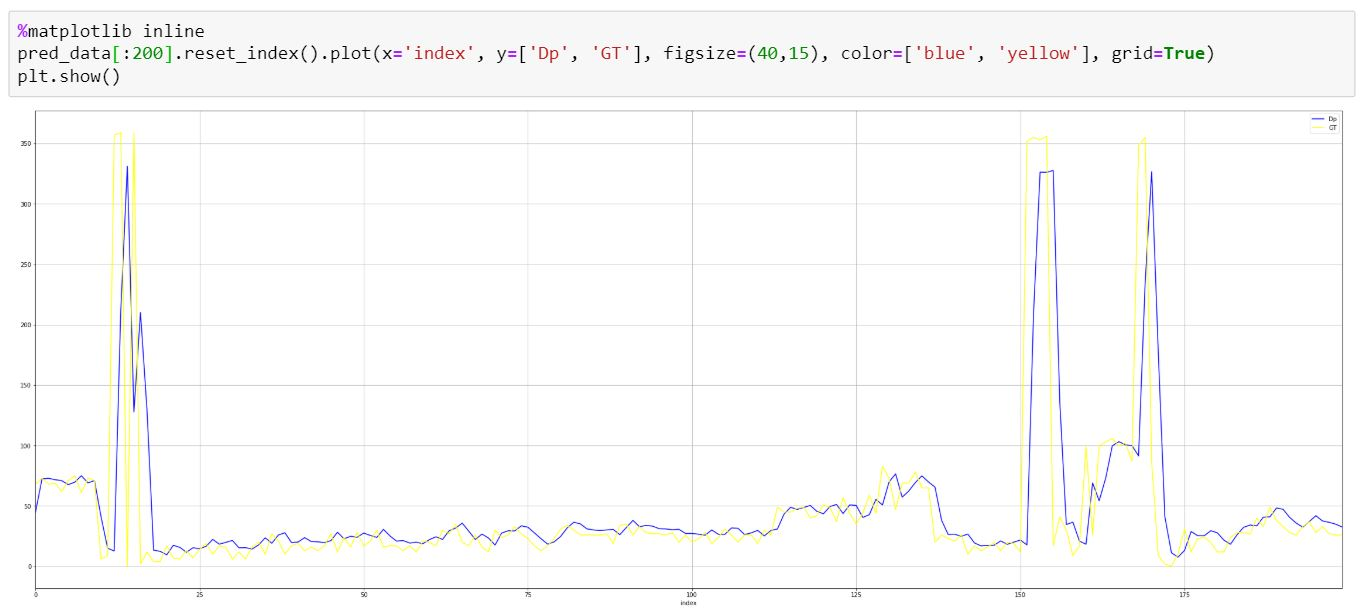 %matplotlib inline
pred_data[:200].reset_index().plot(x='index', y=['Dp', 'GT'], figsize=(40,15), color=['blue', 'yellow'], grid=True)
plt.show()
Dp
GT
350
300
250
200
150
100
50
0
0 25 50 75 100 125 150 175
index